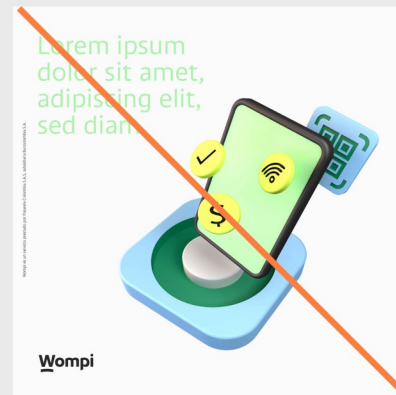 Lorem ipsum
dolor sit amet,
adipiscing elit,
sed diam
Wompi